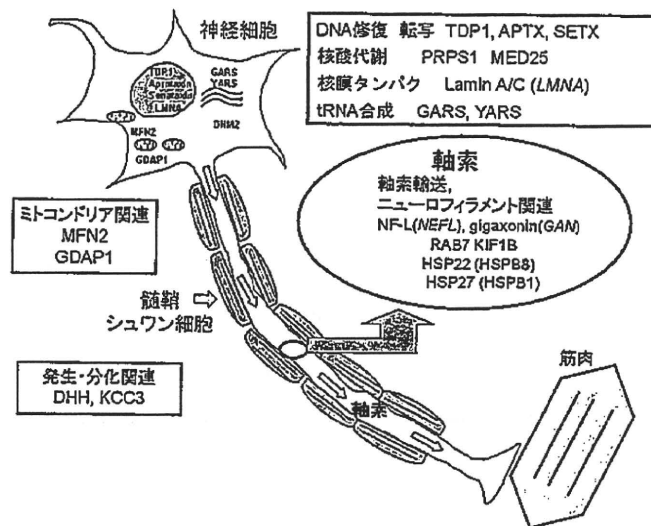 神経細胞
TDP1
Aprataxin
Senataxin
LMNA
GARS
YARS
MFN2
DNM2
GDAP1
DNA修復 転写 TDP1, APTX, SETX
核酸代謝 PRPS1 MED25
核膜タンパク Lamin A/C (LMNA)
tRNA合成 GARS, YARS
軸索
軸索輸送,
ニューロフィラメント関連
NF-L(NEFL), gigaxonin(GAN)
RAB7 KIF1B
HSP22 (HSPB8)
HSP27 (HSPB1)
ミトコンドリア関連
MFN2
GDAP1
髄鞘
シュワン細胞
発生・分化関連
DHH, KCC3
軸索
筋肉